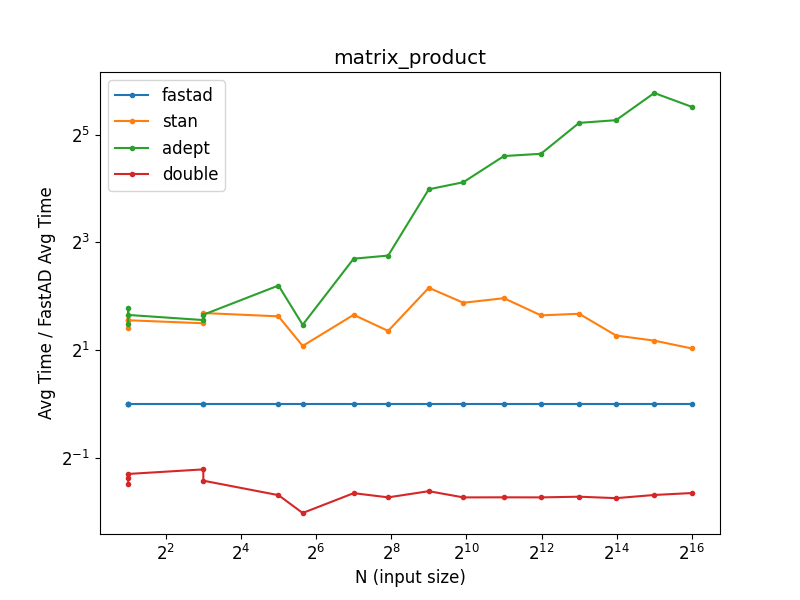 matrix_product
fastad
stan
adept
double
Avg Time / FastAD Avg Time
2^5
2^3
2^1
2^-1
2^2 2^4 2^6 2^8 2^10 2^12 2^14 2^16
N (input size)